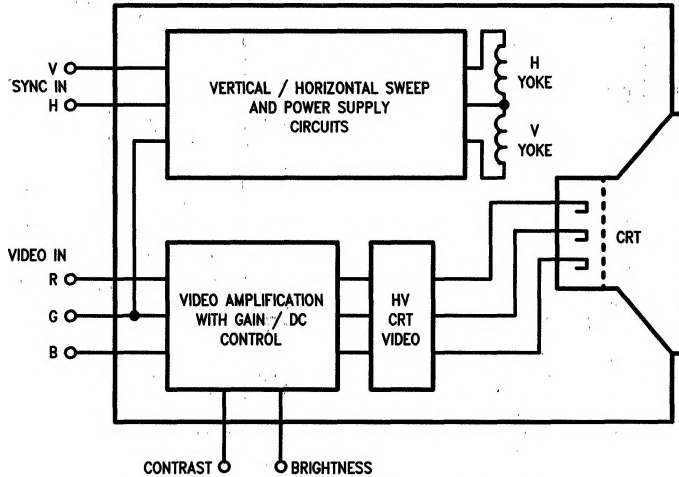 V
SYNC IN
H
VERTICAL / HORIZONTAL SWEEP
AND POWER SUPPLY
CIRCUITS
H
YOKE
V
YOKE
VIDEO IN
R
G
B
VIDEO AMPLIFICATION
WITH GAIN / DC
CONTROL
HV
CRT
VIDEO
CRT
CONTRAST
BRIGHTNESS